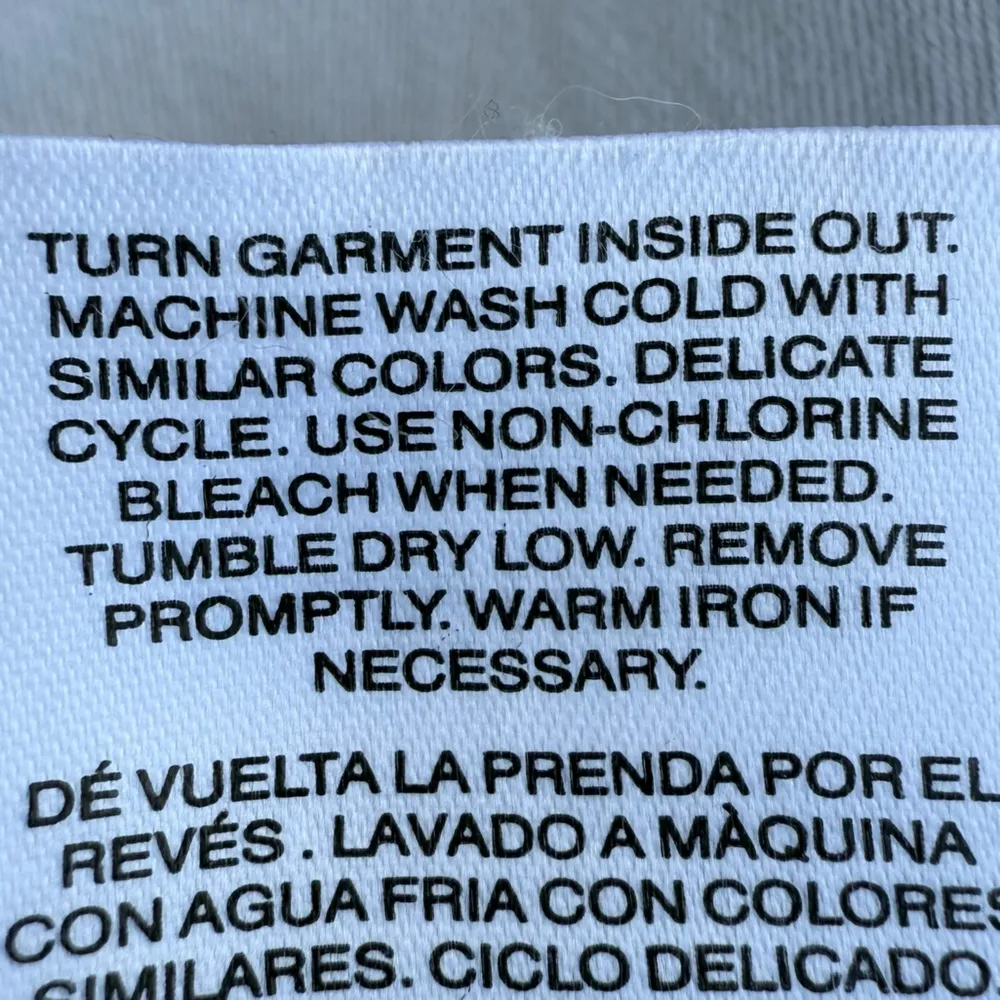 TURN GARMENT INSIDE OUT.
MACHINE WASH COLD WITH
SIMILAR COLORS. DELICATE
CYCLE. USE NON-CHLORINE
BLEACH WHEN NEEDED.
TUMBLE DRY LOW. REMOVE
PROMPTLY. WARM IRON IF
NECESSARY.
DÉ VUELTA LA PRENDA POR EL
REVÉS . LAVADO A MÀQUINA
CON AGUA FRIA CON COLORES
SIMILARES. CICLO DELICADO